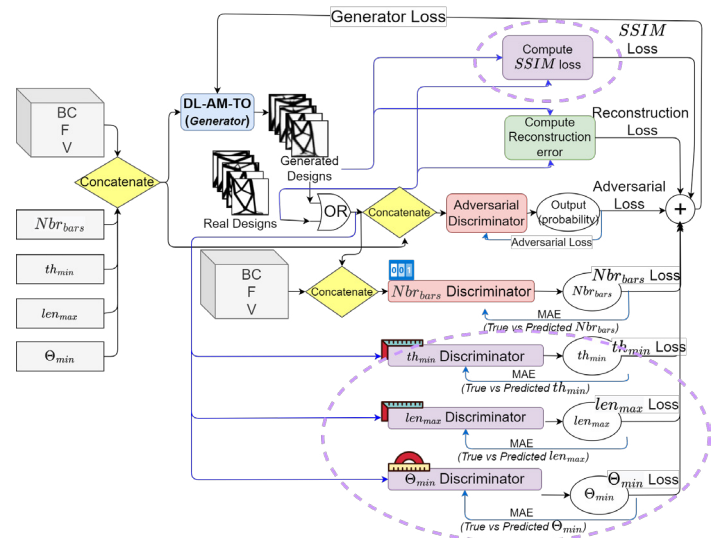 Generator Loss
SSIM
Loss
Compute
SSIM loss
BC
F
V
DL-AM-TO
(Generator)
Generated
Designs
Compute
Reconstruction
error
Reconstruction
Loss
Concatenate
Real Designs
OR
Concatenate
Adversarial
Discriminator
Output
(probability)
Adversarial
Loss
+
Adversarial Loss
Nbr_bars
th_min
len_max
Θ_min
BC
F
V
Concatenate
001
Nbr_bars Discriminator
Nbr_bars
Nbr_bars Loss
MAE
(True vs Predicted Nbr_bars)
th_min Discriminator
th_min
th_min Loss
MAE
(True vs Predicted th_min)
len_max Discriminator
len_max
len_max Loss
MAE
(True vs Predicted len_max)
Θ_min Discriminator
Θ_min
Θ_min Loss
MAE
(True vs Predicted Θ_min)